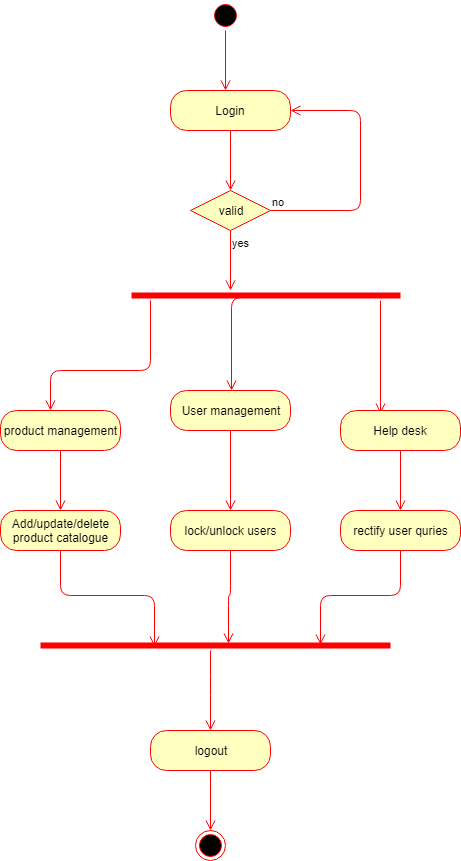 Login
valid
no
yes
product management
User management
Help desk
Add/update/delete
product catalogue
lock/unlock users
rectify user quries
logout